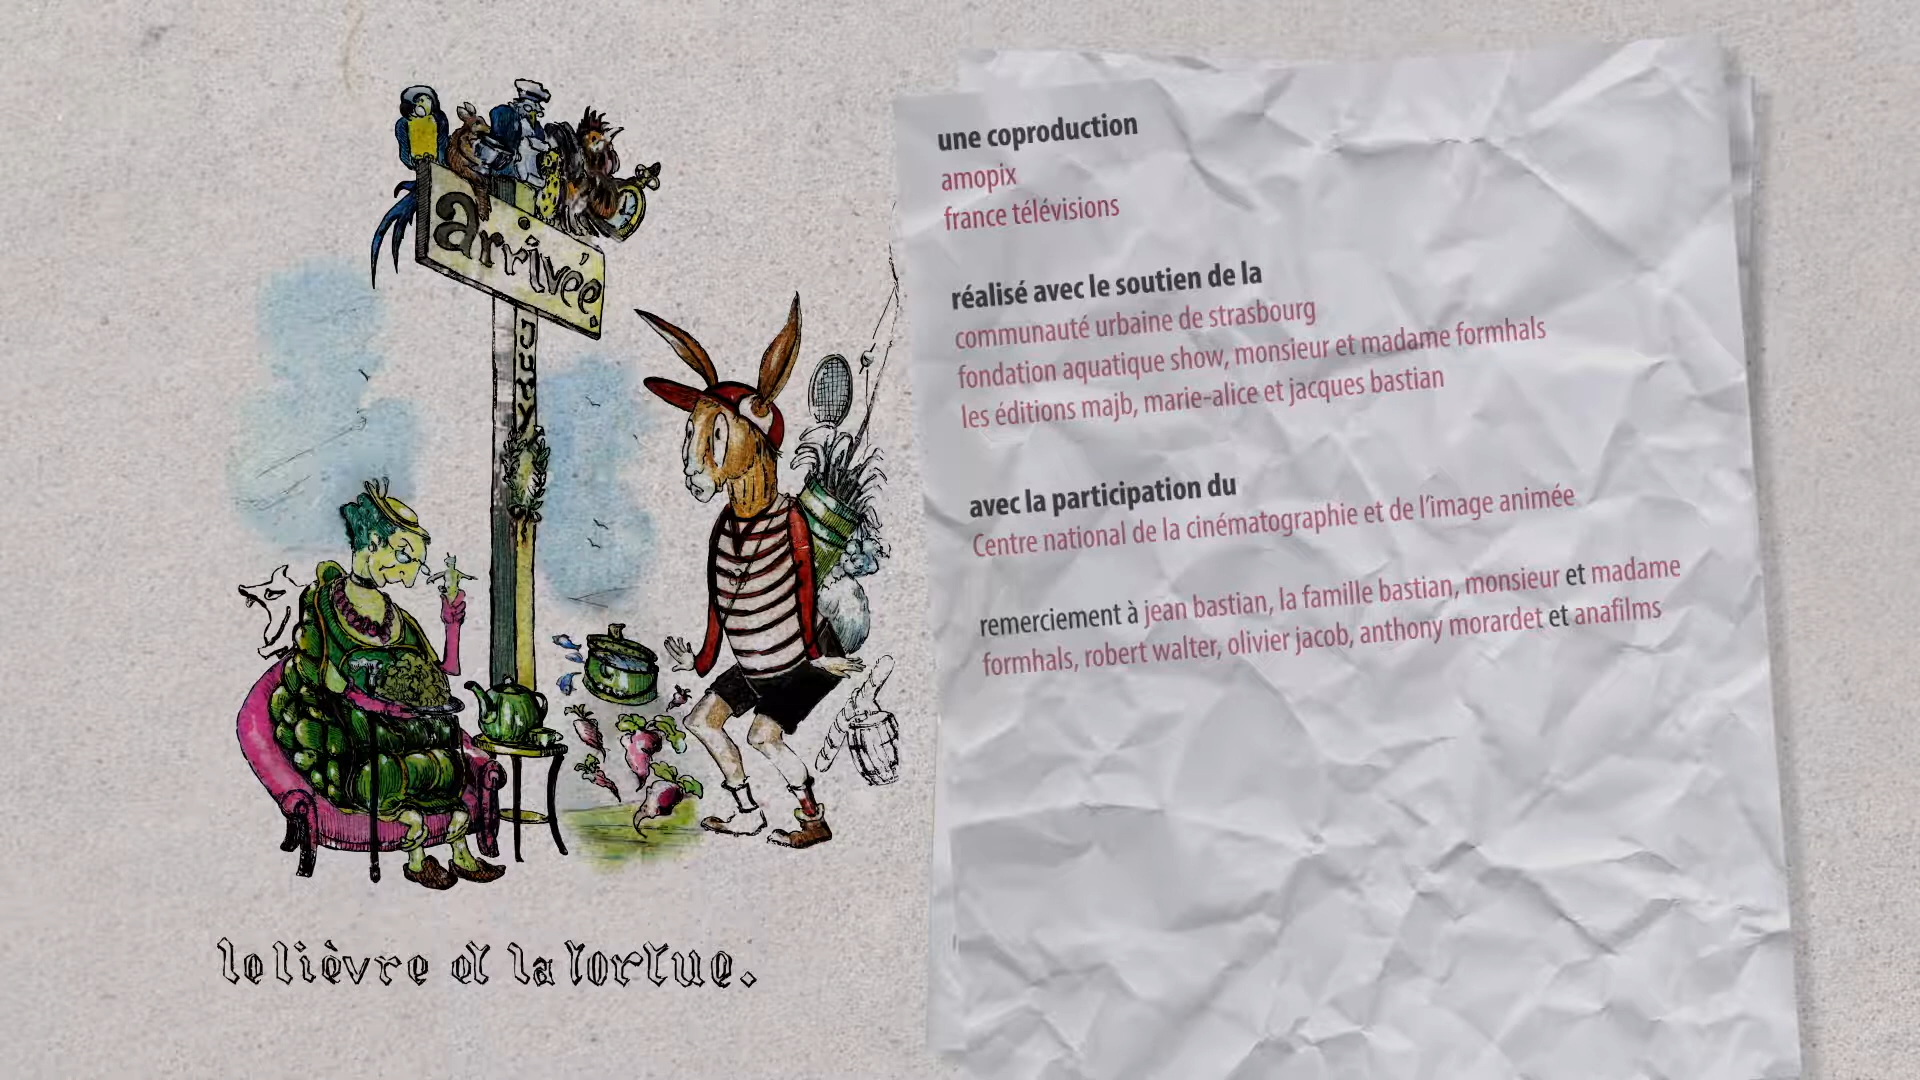 arrivée.
Jury
le lièvre et la tortue.
une coproduction
amopix
france télévisions
réalisé avec le soutien de la
communauté urbaine de strasbourg
fondation aquatique show, monsieur et madame formhals
les éditions majb, marie-alice et jacques bastian
avec la participation du
Centre national de la cinématographie et de l'image animée
remerciement à jean bastian, la famille bastian, monsieur et madame
formhals, robert walter, olivier jacob, anthony morardet et anafilms